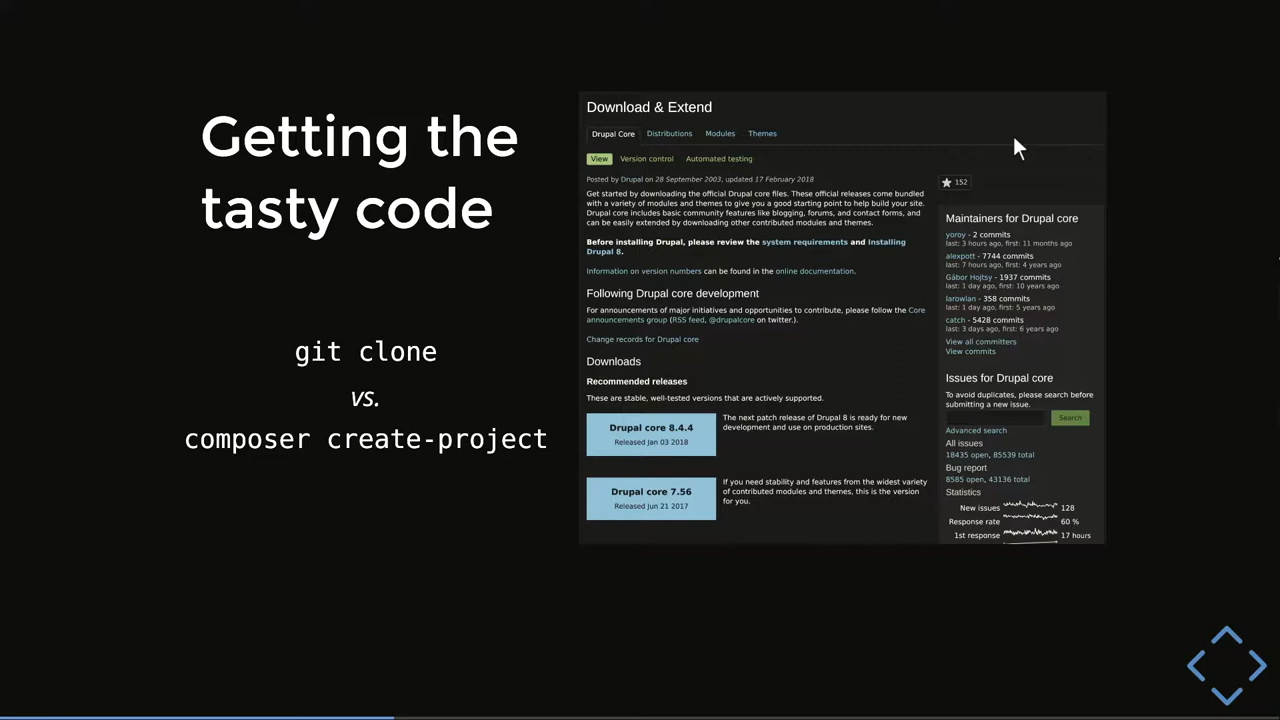 Getting the
tasty code
git clone
vs.
composer create-project
Download & Extend
Drupal Core Distributions Modules Themes
View Version control Automated testing
Posted by Drupal on 28 September 2003, updated 17 February 2018
Get started by downloading the official Drupal core files. These official releases come bundled
with a variety of modules and themes to give you a good starting point to help build your site.
Drupal core includes basic community features like blogging, forums, and contact forms, and
can be easily extended by downloading other contributed modules and themes.
Before installing Drupal, please review the system requirements and Installing
Drupal 8.
Information on version numbers can be found in the online documentation.
Following Drupal core development
For announcements of major initiatives and opportunities to contribute, please follow the Core
announcements group (RSS feed, @drupalcore on twitter.).
Change records for Drupal core
Downloads
Recommended releases
These are stable, well-tested versions that are actively supported.
Drupal core 8.4.4
Released Jan 03 2018
The next patch release of Drupal 8 is ready for new
development and use on production sites.
Drupal core 7.56
Released Jun 21 2017
If you need stability and features from the widest variety
of contributed modules and themes, this is the version
for you.
152
Maintainers for Drupal core
yoroy - 2 commits
last: 3 hours ago, first: 11 months ago
alexpott - 7744 commits
last: 7 hours ago, first: 4 years ago
Gábor Hojtsy - 1937 commits
last: 1 day ago, first: 10 years ago
larowlan - 358 commits
last: 1 day ago, first: 5 years ago
catch - 5428 commits
last: 3 days ago, first: 6 years ago
View all committers
View commits
Issues for Drupal core
To avoid duplicates, please search before
submitting a new issue.
Search
Advanced search
All issues
18435 open, 85539 total
Bug report
8585 open, 43136 total
Statistics
New issues 128
Response rate 60 %
1st response 17 hours